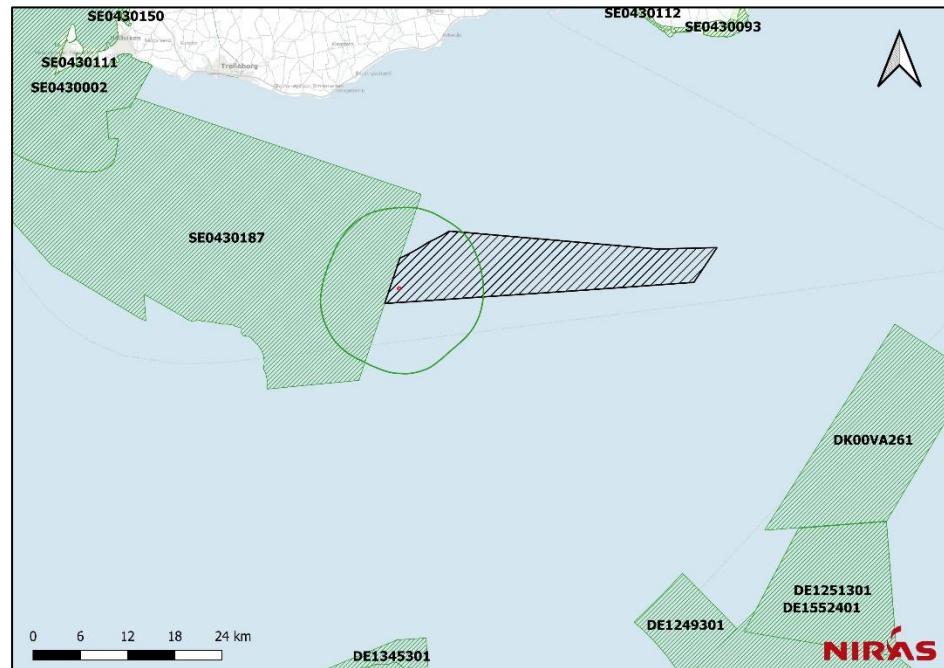 SE0430150
SE0430112
SE0430093
SE0430111
Trelleborg
SE0430002
SE0430187
DK00VA261
DE1251301
DE1552401
DE1249301
DE1345301
0 6 12 18 24 km
NIRAS